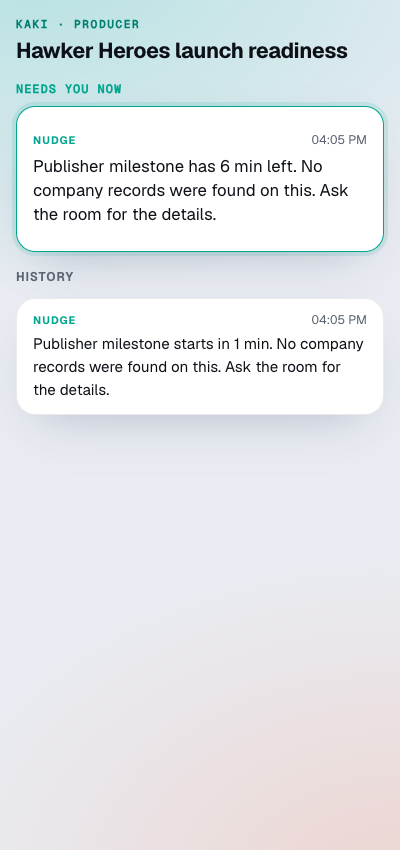 KAKI · PRODUCER
Hawker Heroes launch readiness
NEEDS YOU NOW
NUDGE 04:05 PM
Publisher milestone has 6 min left. No
company records were found on this. Ask
the room for the details.
HISTORY
NUDGE 04:05 PM
Publisher milestone starts in 1 min. No company
records were found on this. Ask the room for
the details.